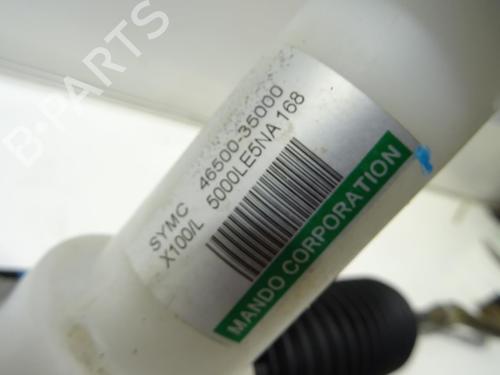 B-PARTS
SYMC 46500-35000
X100/L 5000LE5NA 168
MANDO CORPORATION